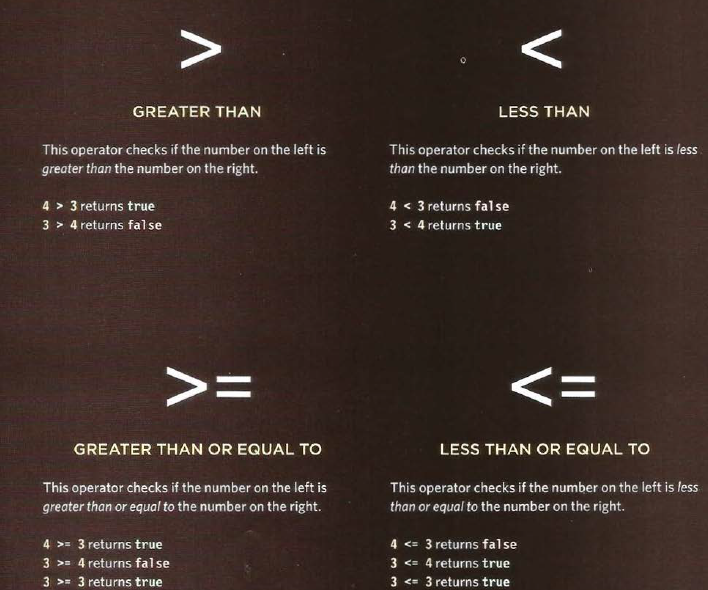 >
GREATER THAN
This operator checks if the number on the left is
greater than the number on the right.
4 > 3 returns true
3 > 4 returns false
<
LESS THAN
This operator checks if the number on the left is less
than the number on the right.
4 < 3 returns false
3 < 4 returns true
>=
GREATER THAN OR EQUAL TO
This operator checks if the number on the left is
greater than or equal to the number on the right.
4 >= 3 returns true
3 >= 4 returns false
3 >= 3 returns true
<=
LESS THAN OR EQUAL TO
This operator checks if the number on the left is less
than or equal to the number on the right.
4 <= 3 returns false
3 <= 4 returns true
3 <= 3 returns true